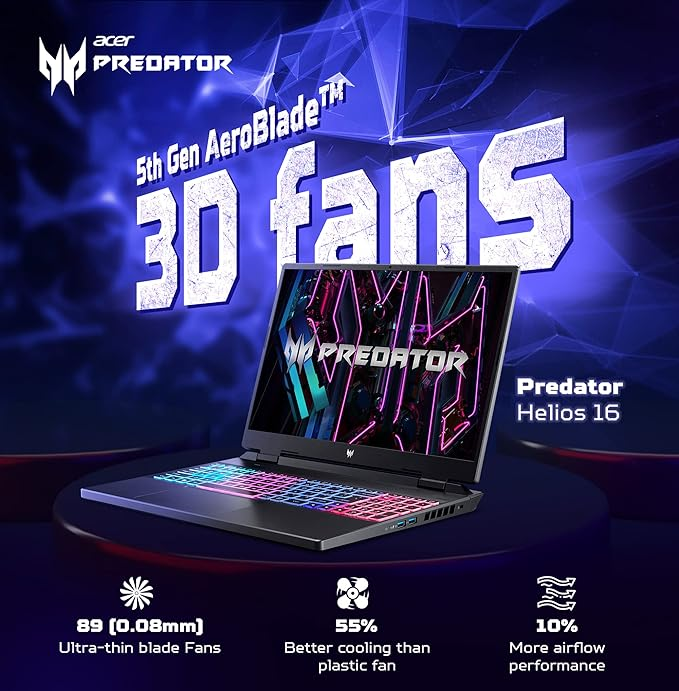 acer
PREDATOR
5th Gen AeroBlade™
3D fans
PREDATOR
Predator
Helios 16
89 (0.08mm)
Ultra-thin blade Fans
55%
Better cooling than
plastic fan
10%
More airflow
performance